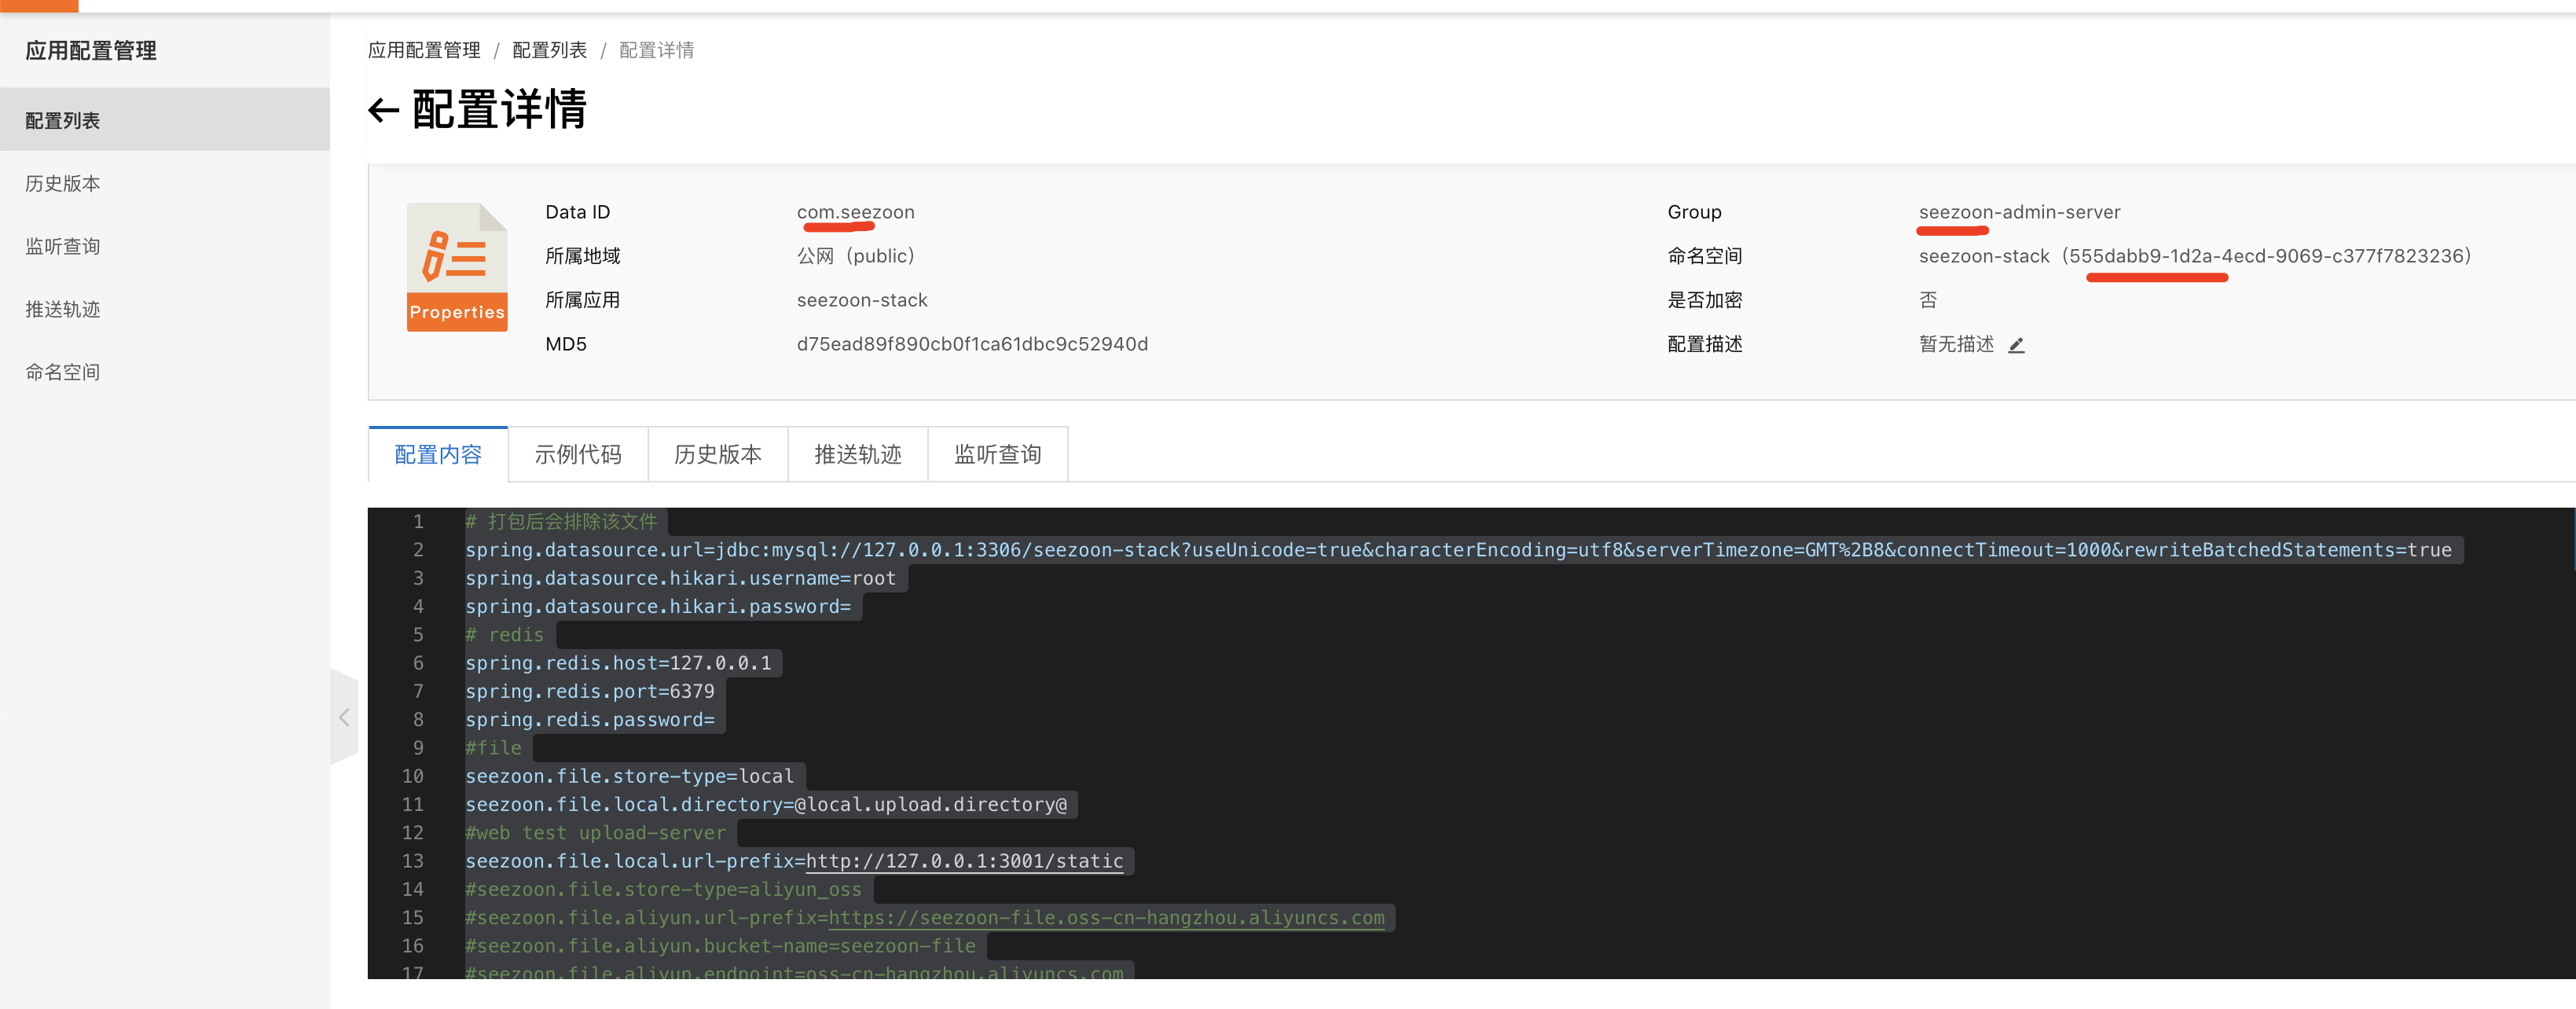 应用配置管理
配置列表
历史版本
监听查询
推送轨迹
命名空间
应用配置管理 / 配置列表 / 配置详情
配置详情
Properties
Data ID com.seezoon
Group seezoon-admin-server
所属地域 公网（public）
命名空间 seezoon-stack（555dabb9-1d2a-4ecd-9069-c377f7823236）
所属应用 seezoon-stack
是否加密 否
MD5 d75ead89f890cb0f1ca61dbc9c52940d
配置描述 暂无描述
配置内容 示例代码 历史版本 推送轨迹 监听查询
1 # 打包后会排除该文件
2 spring.datasource.url=jdbc:mysql://127.0.0.1:3306/seezoon-stack?useUnicode=true&characterEncoding=utf8&serverTimezone=GMT%2B8&connectTimeout=1000&rewriteBatchedStatements=true
3 spring.datasource.hikari.username=root
4 spring.datasource.hikari.password=
5 # redis
6 spring.redis.host=127.0.0.1
7 spring.redis.port=6379
8 spring.redis.password=
9 #file
10 seezoon.file.store-type=local
11 seezoon.file.local.directory=@local.upload.directory@
12 #web test upload-server
13 seezoon.file.local.url-prefix=http://127.0.0.1:3001/static
14 #seezoon.file.store-type=aliyun_oss
15 #seezoon.file.aliyun.url-prefix=https://seezoon-file.oss-cn-hangzhou.aliyuncs.com
16 #seezoon.file.aliyun.bucket-name=seezoon-file
17 #seezoon.file.aliyun.endpoint=oss-cn-hangzhou.aliyuncs.com